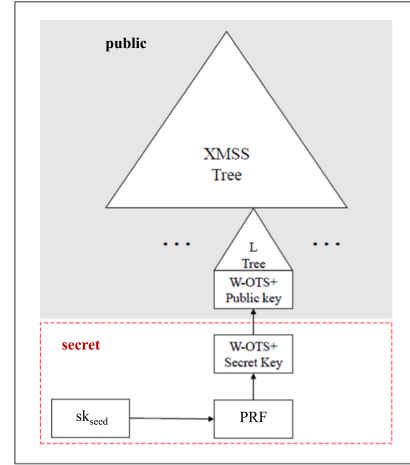 public
XMSS
Tree
... ...
L
Tree
W-OTS+
Public key
secret
W-OTS+
Secret Key
sk_seed
PRF